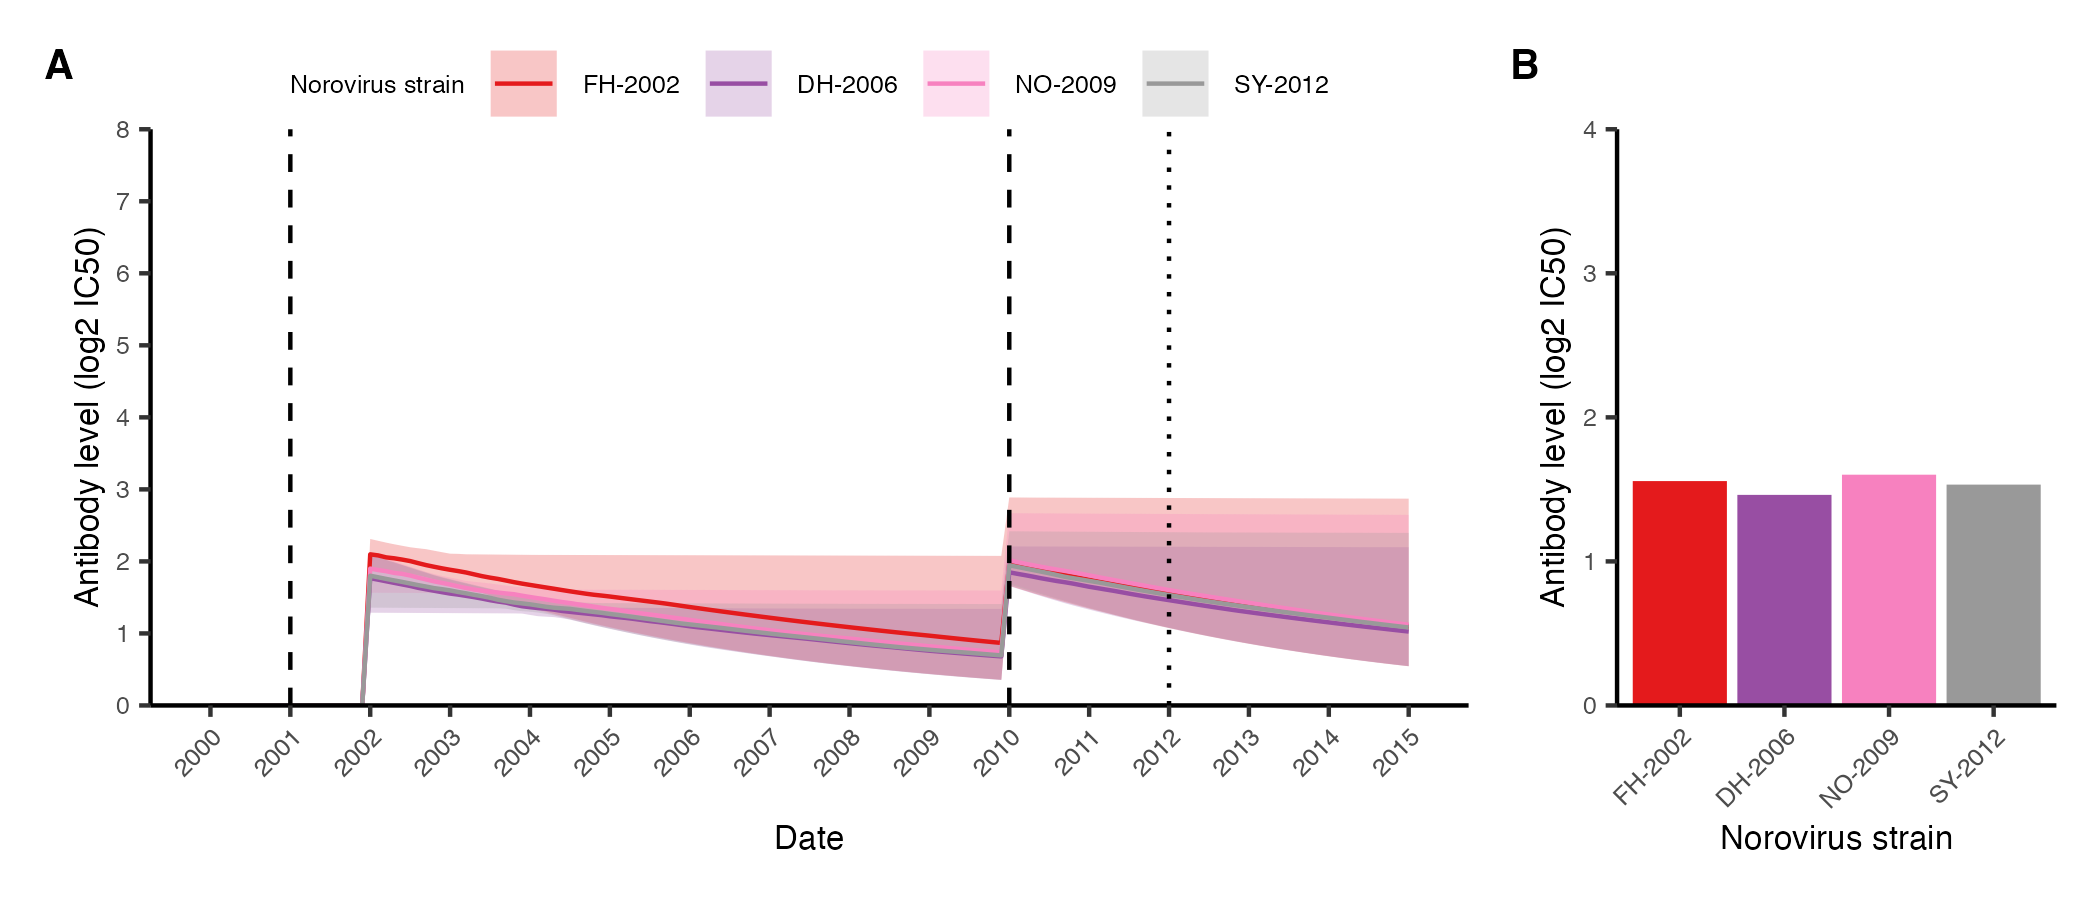 A
Norovirus strain FH-2002 DH-2006 NO-2009 SY-2012
Antibody level (log2 IC50)
8
7
6
5
4
3
2
1
0
2000 2001 2002 2003 2004 2005 2006 2007 2008 2009 2010 2011 2012 2013 2014 2015
Date
B
Antibody level (log2 IC50)
4
3
2
1
0
FH-2002 DH-2006 NO-2009 SY-2012
Norovirus strain